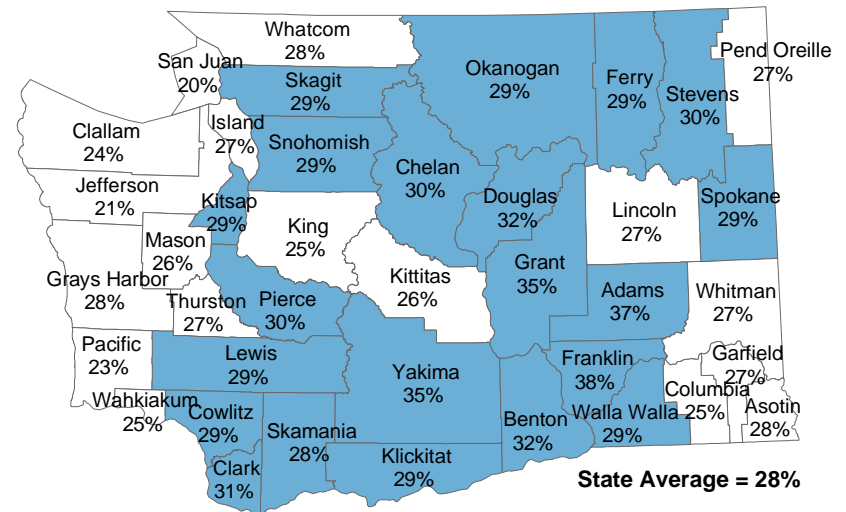 Whatcom
28%
San Juan
20%
Skagit
29%
Okanogan
29%
Ferry
29%
Stevens
30%
Pend Oreille
27%
Clallam
24%
Island
27%
Snohomish
29%
Chelan
30%
Jefferson
21%
Kitsap
29%
Douglas
32%
Lincoln
27%
Spokane
29%
King
25%
Mason
26%
Grays Harbor
28%
Kittitas
26%
Grant
35%
Adams
37%
Whitman
27%
Thurston
27%
Pierce
30%
Pacific
23%
Lewis
29%
Yakima
35%
Franklin
38%
Garfield
27%
Columbia
25%
Asotin
28%
Wahkiakum
25%
Cowlitz
29%
Skamania
28%
Benton
32%
Walla Walla
29%
Clark
31%
Klickitat
29%
State Average = 28%